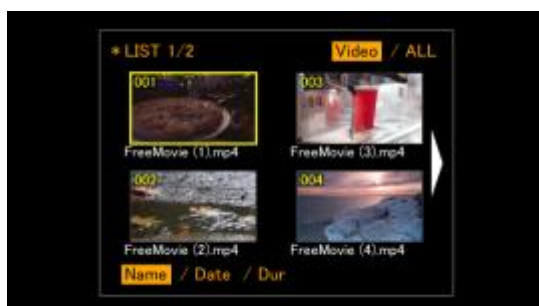 *LIST 1/2 Video / ALL
001 003
FreeMovie (1).mp4 FreeMovie (3).mp4
002 004
FreeMovie (2).mp4 FreeMovie (4).mp4
Name / Date / Dur